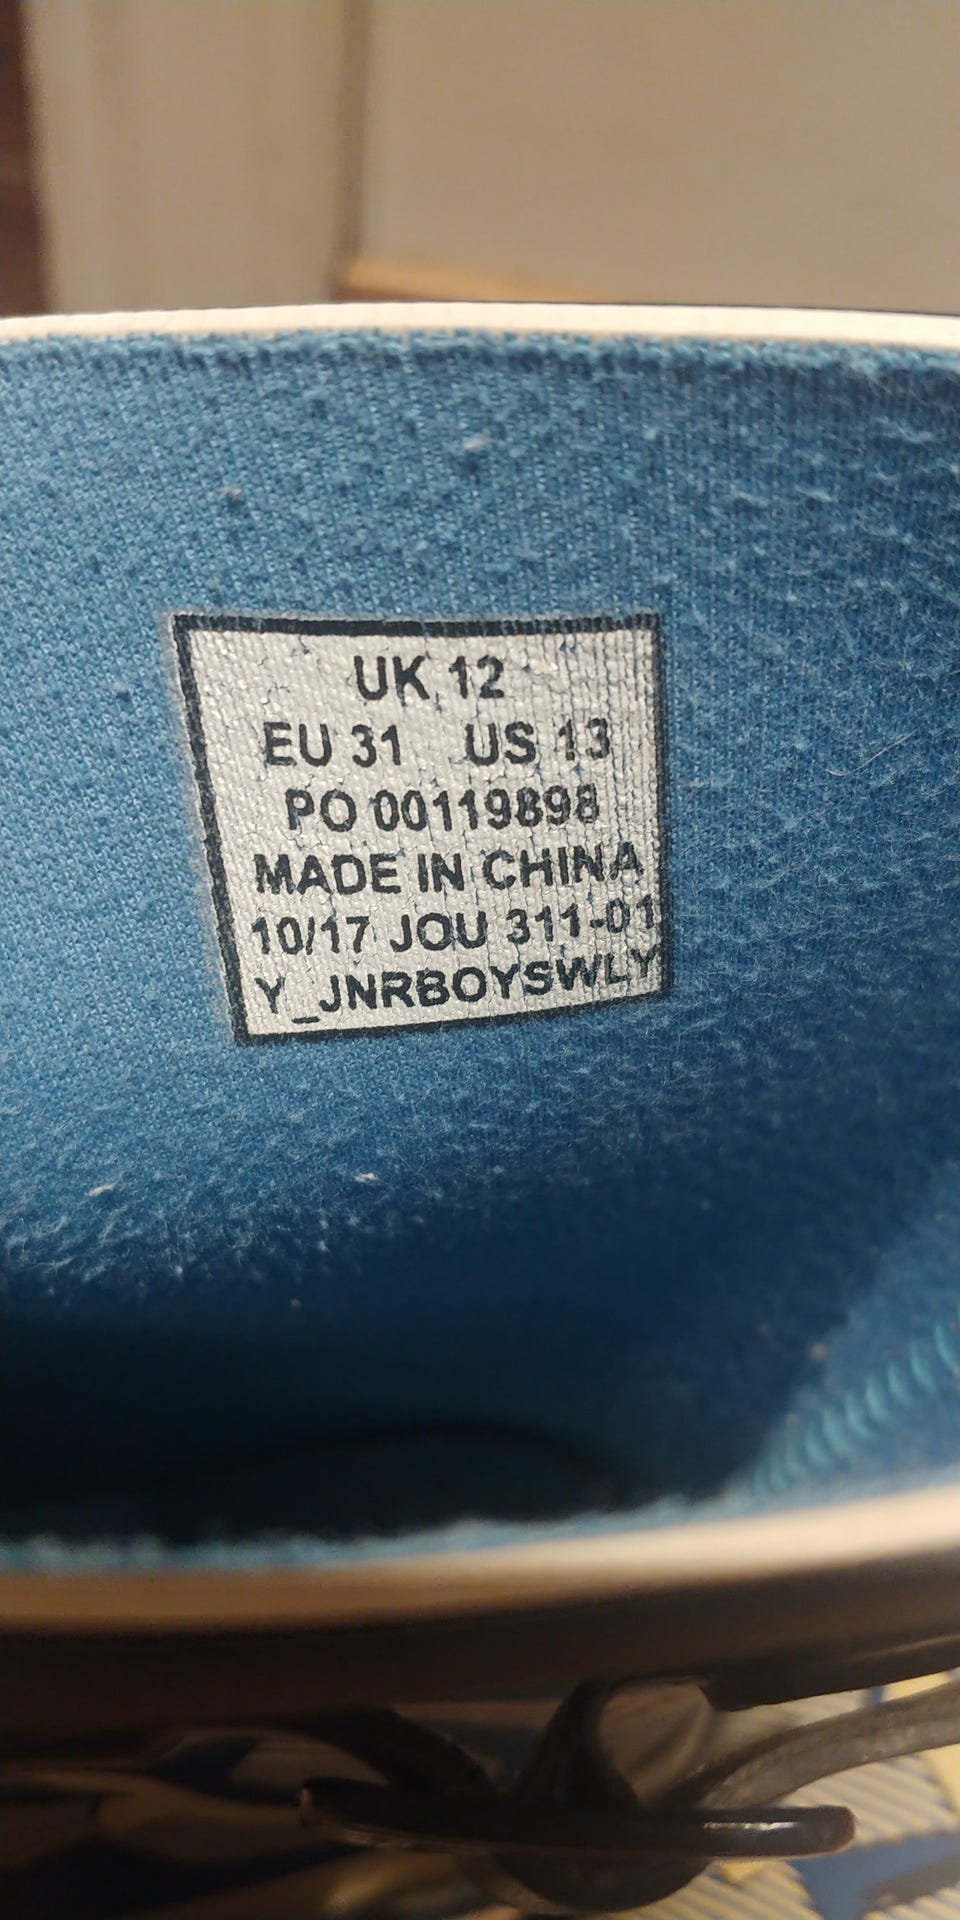 UK 12
EU 31 US 13
PO 00119898
MADE IN CHINA
10/17 JOU 311-01
Y_JNRBOYSWLY